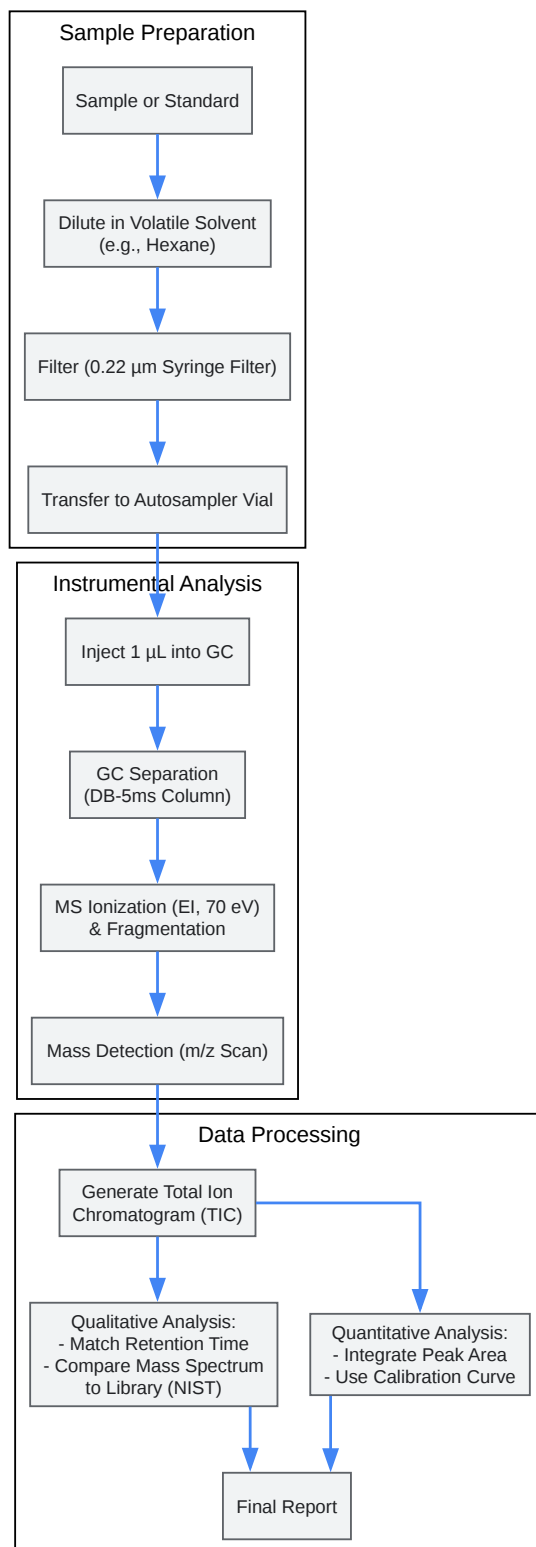 Sample Preparation
Sample or Standard
Dilute in Volatile Solvent
(e.g., Hexane)
Filter (0.22 µm Syringe Filter)
Transfer to Autosampler Vial
Instrumental Analysis
Inject 1 µL into GC
GC Separation
(DB-5ms Column)
MS Ionization (EI, 70 eV)
& Fragmentation
Mass Detection (m/z Scan)
Data Processing
Generate Total Ion
Chromatogram (TIC)
Qualitative Analysis:
- Match Retention Time
- Compare Mass Spectrum
to Library (NIST)
Quantitative Analysis:
- Integrate Peak Area
- Use Calibration Curve
Final Report